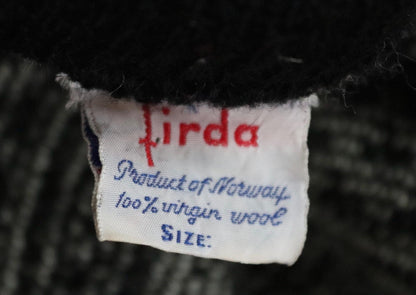 firda
Product of Norway
100% virgin wool
SIZE: